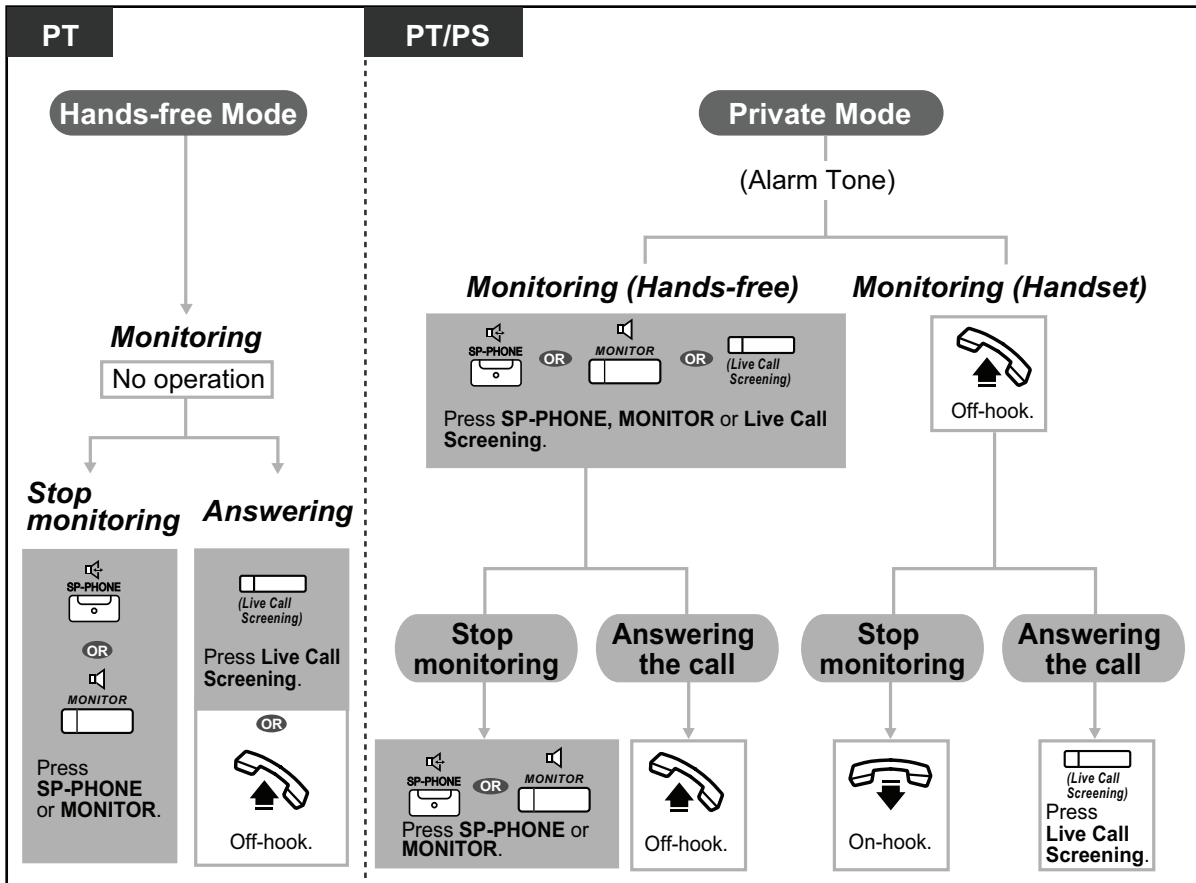 PT
Hands-free Mode
Monitoring
No operation
Stop
monitoring
SP-PHONE
OR
MONITOR
Press
SP-PHONE
or MONITOR.
Answering
(Live Call
Screening)
Press Live Call
Screening.
OR
Off-hook.
PT/PS
Private Mode
(Alarm Tone)
Monitoring (Hands-free)
SP-PHONE
OR
MONITOR
OR
(Live Call
Screening)
Press SP-PHONE, MONITOR or Live Call
Screening.
Stop
monitoring
SP-PHONE
OR
MONITOR
Press SP-PHONE or
MONITOR.
Answering
the call
Off-hook.
Monitoring (Handset)
Off-hook.
Stop
monitoring
On-hook.
Answering
the call
(Live Call
Screening)
Press
Live Call
Screening.